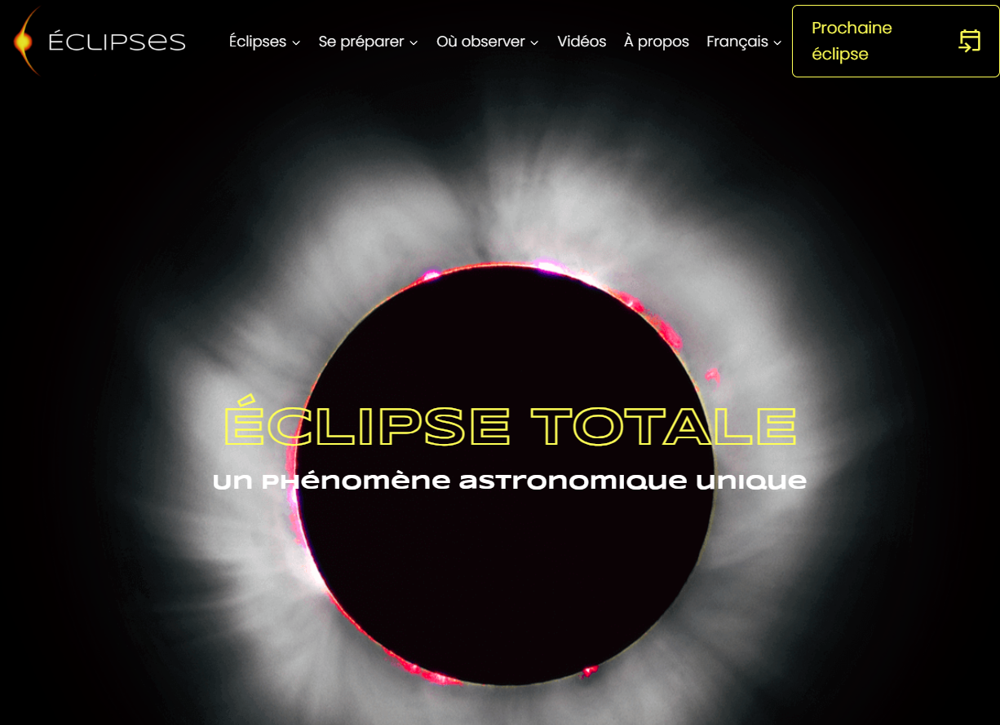 ÉCLIPSES
Éclipses
Se préparer
Où observer
Vidéos
À propos
Français
Prochaine
éclipse
ÉCLIPSE TOTALE
un phénomène astronomique unique